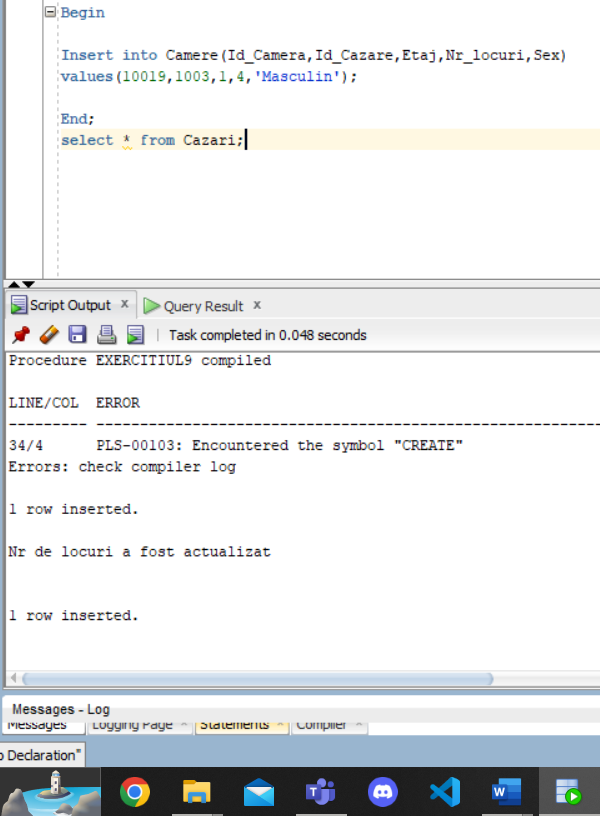 Begin
Insert into Camere(Id_Camera,Id_Cazare,Etaj,Nr_locuri,Sex)
values(10019,1003,1,4,'Masculin');
End;
select * from Cazari;
Script Output x Query Result x
Task completed in 0.048 seconds
Procedure EXERCITIUL9 compiled
LINE/COL ERROR
--------- -------------------------------------------------------------
34/4 PLS-00103: Encountered the symbol "CREATE"
Errors: check compiler log
1 row inserted.
Nr de locuri a fost actualizat
1 row inserted.
Messages - Log
Messages Logging Page × Statements × Compiler ×
o Declaration"
T W